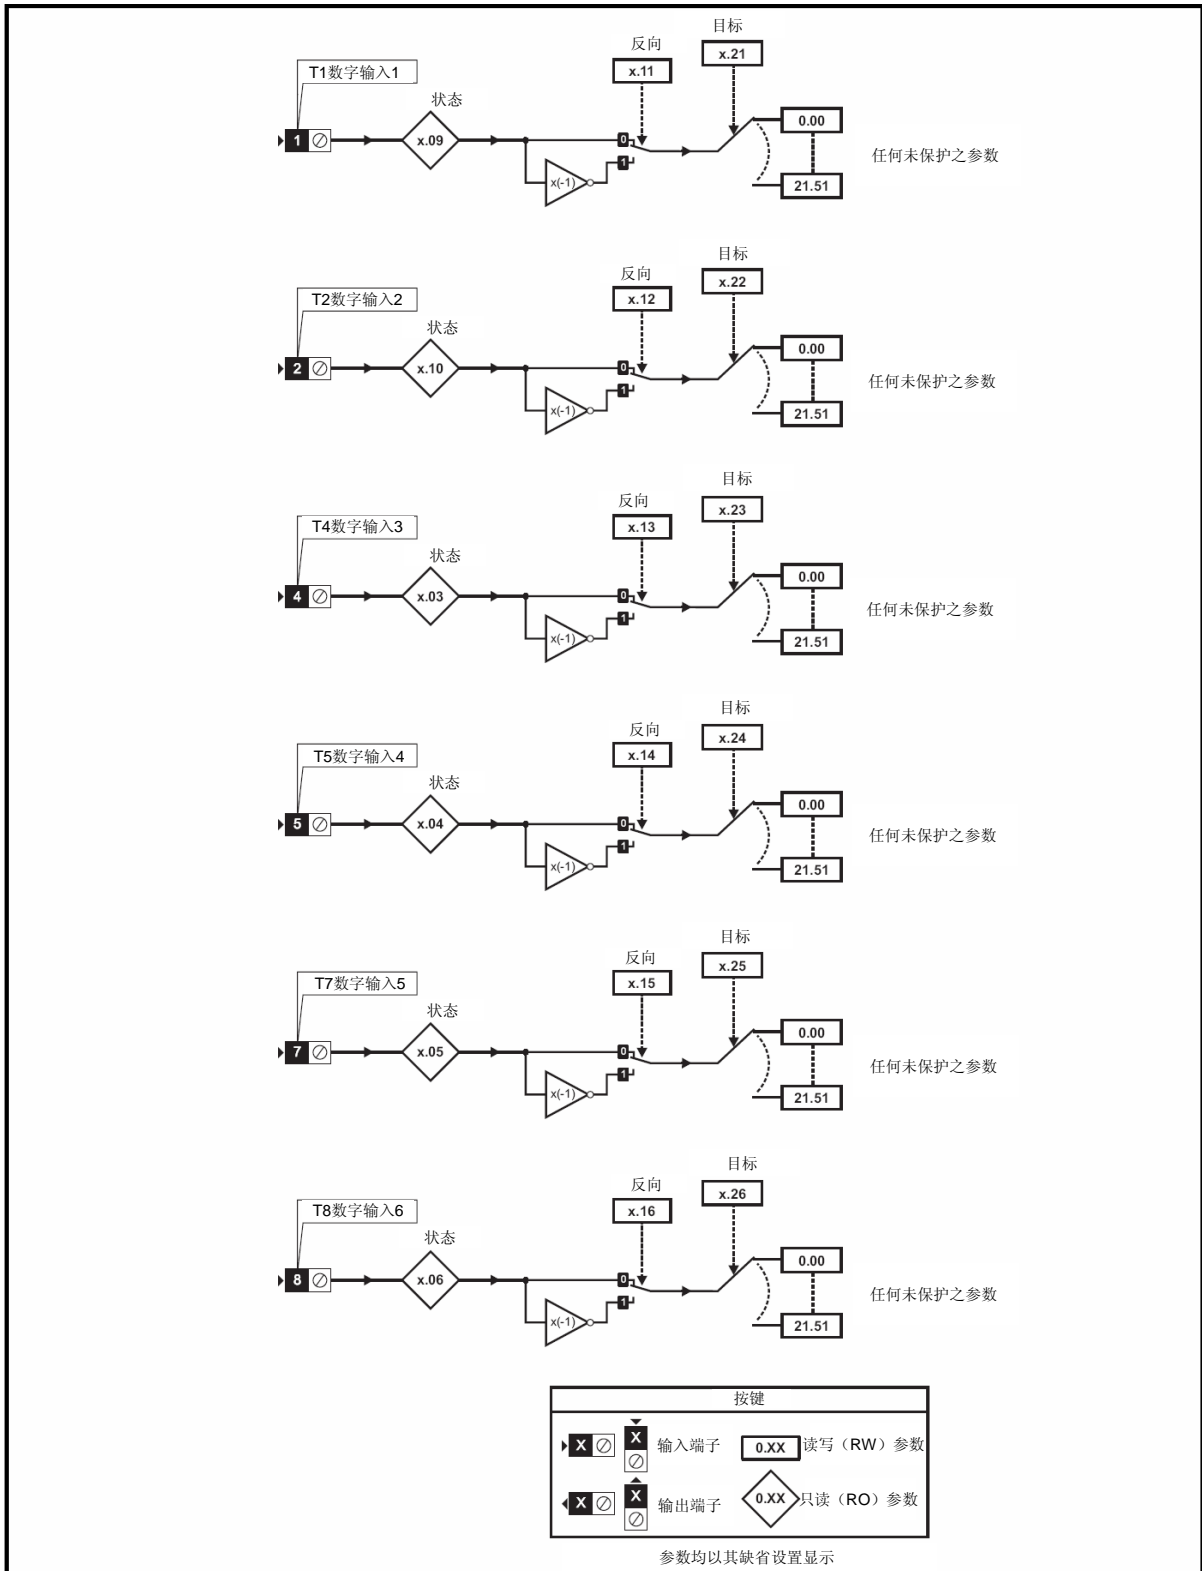 目标
反向
x.21
x.11
T1数字输入1
状态
0.00
1
x.09
0
任何未保护之参数
1
x(-1)
21.51
目标
反向
x.22
x.12
T2数字输入2
状态
0.00
2
x.10
0
任何未保护之参数
1
x(-1)
21.51
目标
反向
x.23
x.13
T4数字输入3
状态
0.00
4
x.03
0
任何未保护之参数
1
x(-1)
21.51
目标
反向
x.24
x.14
T5数字输入4
状态
0.00
5
x.04
0
任何未保护之参数
1
x(-1)
21.51
目标
反向
x.25
x.15
T7数字输入5
状态
0.00
7
x.05
0
任何未保护之参数
1
x(-1)
21.51
目标
反向
x.26
x.16
T8数字输入6
状态
0.00
8
x.06
0
任何未保护之参数
1
x(-1)
21.51
按键
X X 输入端子 0.XX 读写（RW）参数
X X 输出端子 0.XX 只读（RO）参数
参数均以其缺省设置显示